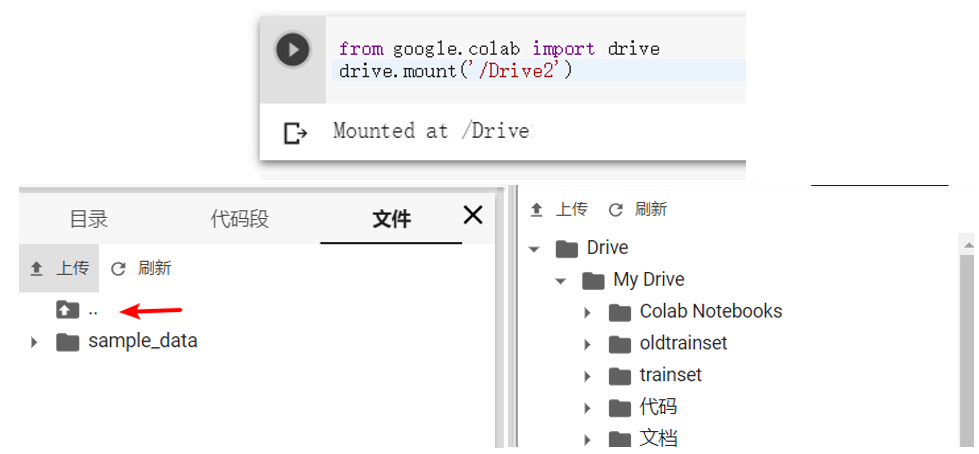 from google.colab import drive
drive.mount('/Drive2')
Mounted at /Drive
目录 代码段 文件
上传 刷新
..
sample_data
上传 刷新
Drive
My Drive
Colab Notebooks
oldtrainset
trainset
代码
文档